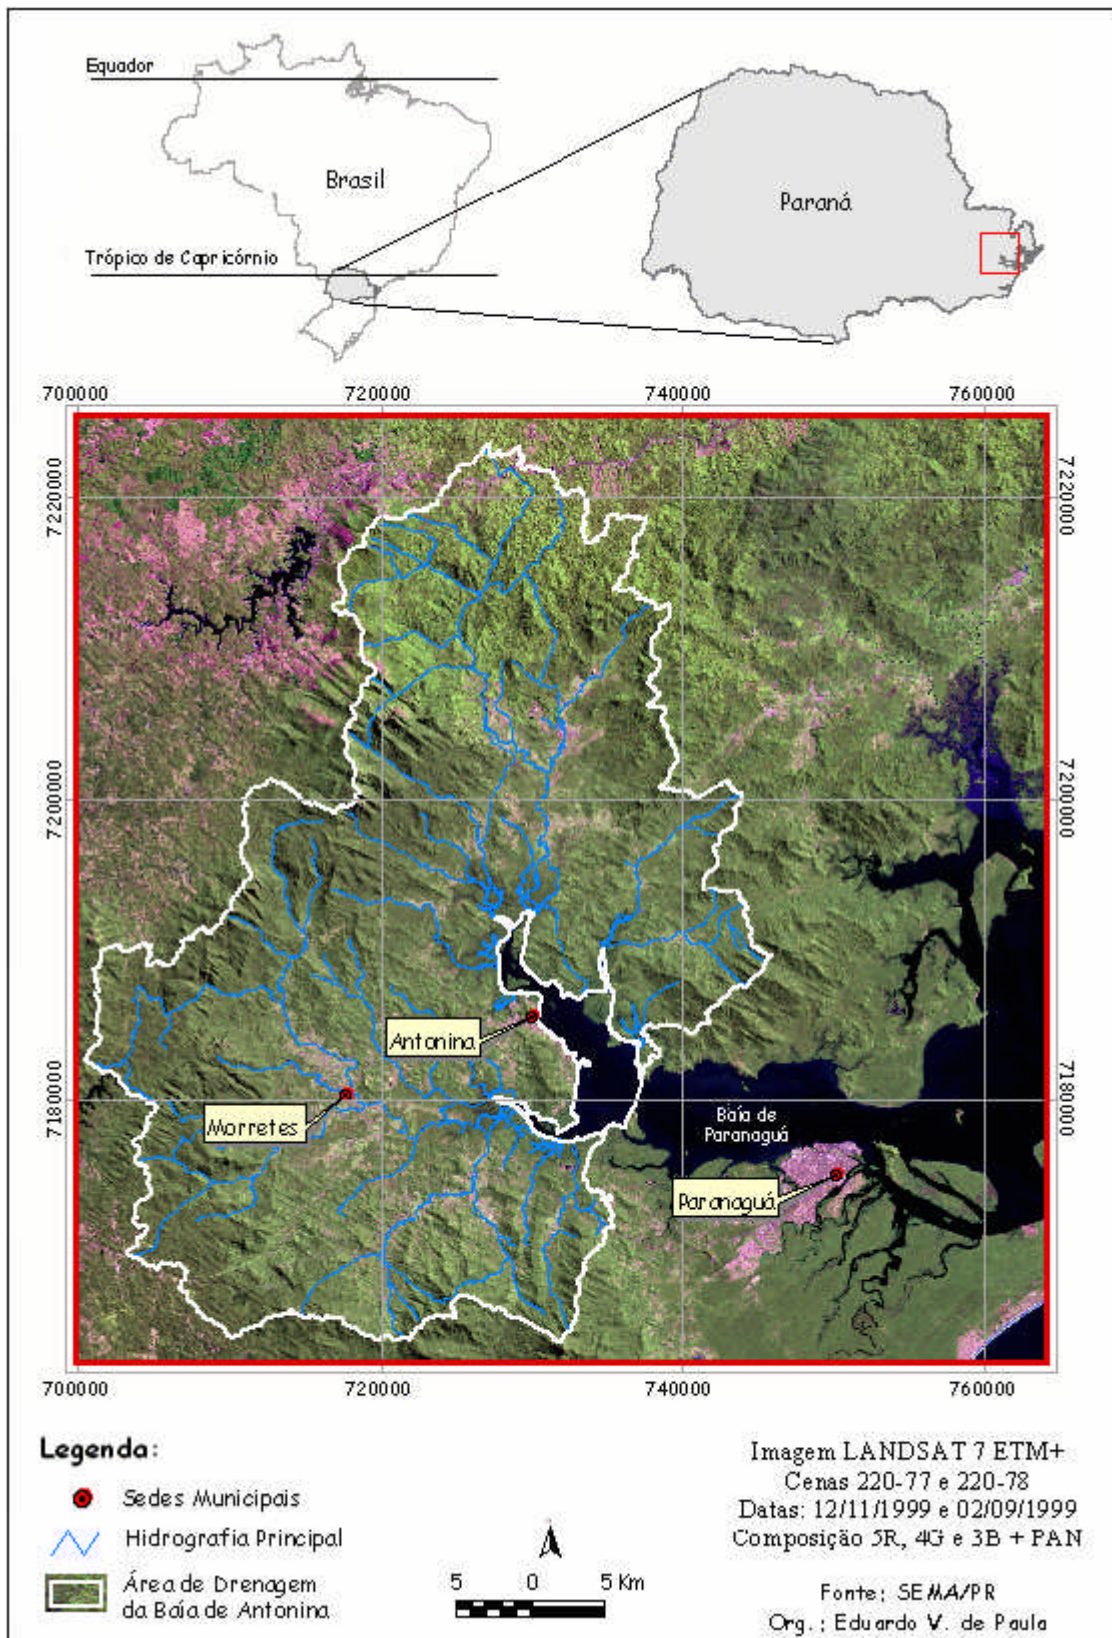 Equador
Brasil
Paraná
Trópico de Capricórnio
700000
720000
740000
760000
7220000
7220000
7200000
7200000
7180000
7180000
Antonina
Morretes
Baía de
Paranaguá
Paranaguá
700000
720000
740000
760000
Legenda:
Sedes Municipais
Hidrografia Principal
Área de Drenagem
da Baía de Antonina
5 0 5 Km
Imagem LANDSAT 7 ETM+
Cenas 220-77 e 220-78
Datas: 12/11/1999 e 02/09/1999
Composição 5R, 4G e 3B + PAN
Fonte: SEMA/PR
Org.: Eduardo V. de Paula